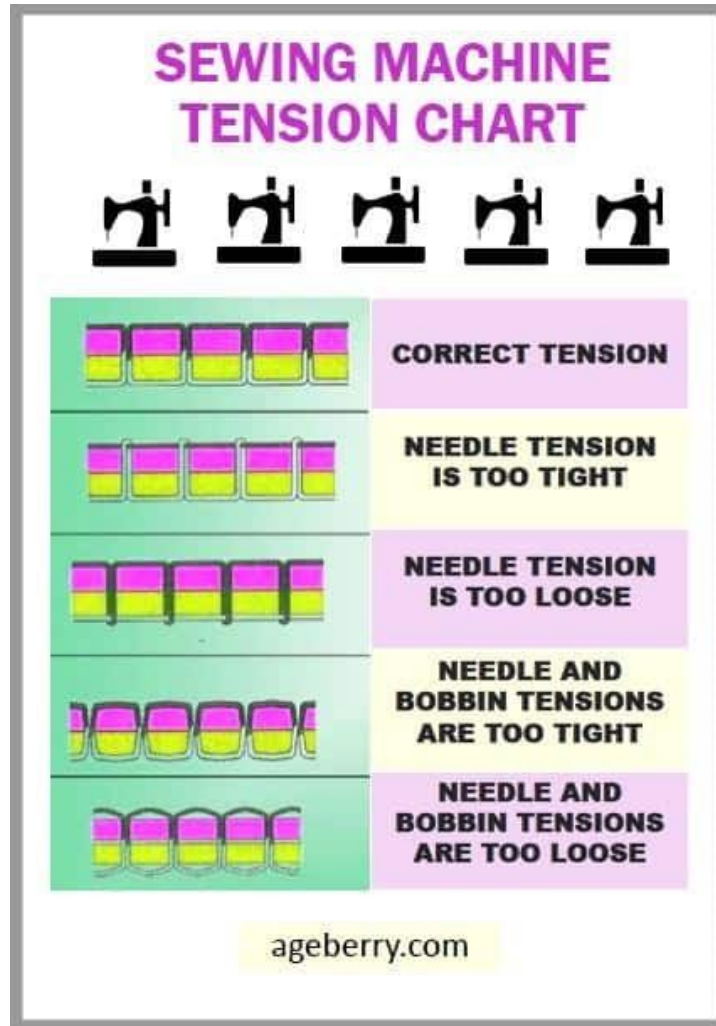 SEWING MACHINE
TENSION CHART
CORRECT TENSION
NEEDLE TENSION
IS TOO TIGHT
NEEDLE TENSION
IS TOO LOOSE
NEEDLE AND
BOBBIN TENSIONS
ARE TOO TIGHT
NEEDLE AND
BOBBIN TENSIONS
ARE TOO LOOSE
ageberry.com